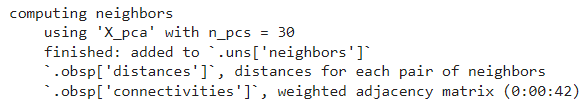 computing neighbors
using 'X_pca' with n_pcs = 30
finished: added to `.uns['neighbors']`
`.obsp['distances']`, distances for each pair of neighbors
`.obsp['connectivities']`, weighted adjacency matrix (0:00:42)